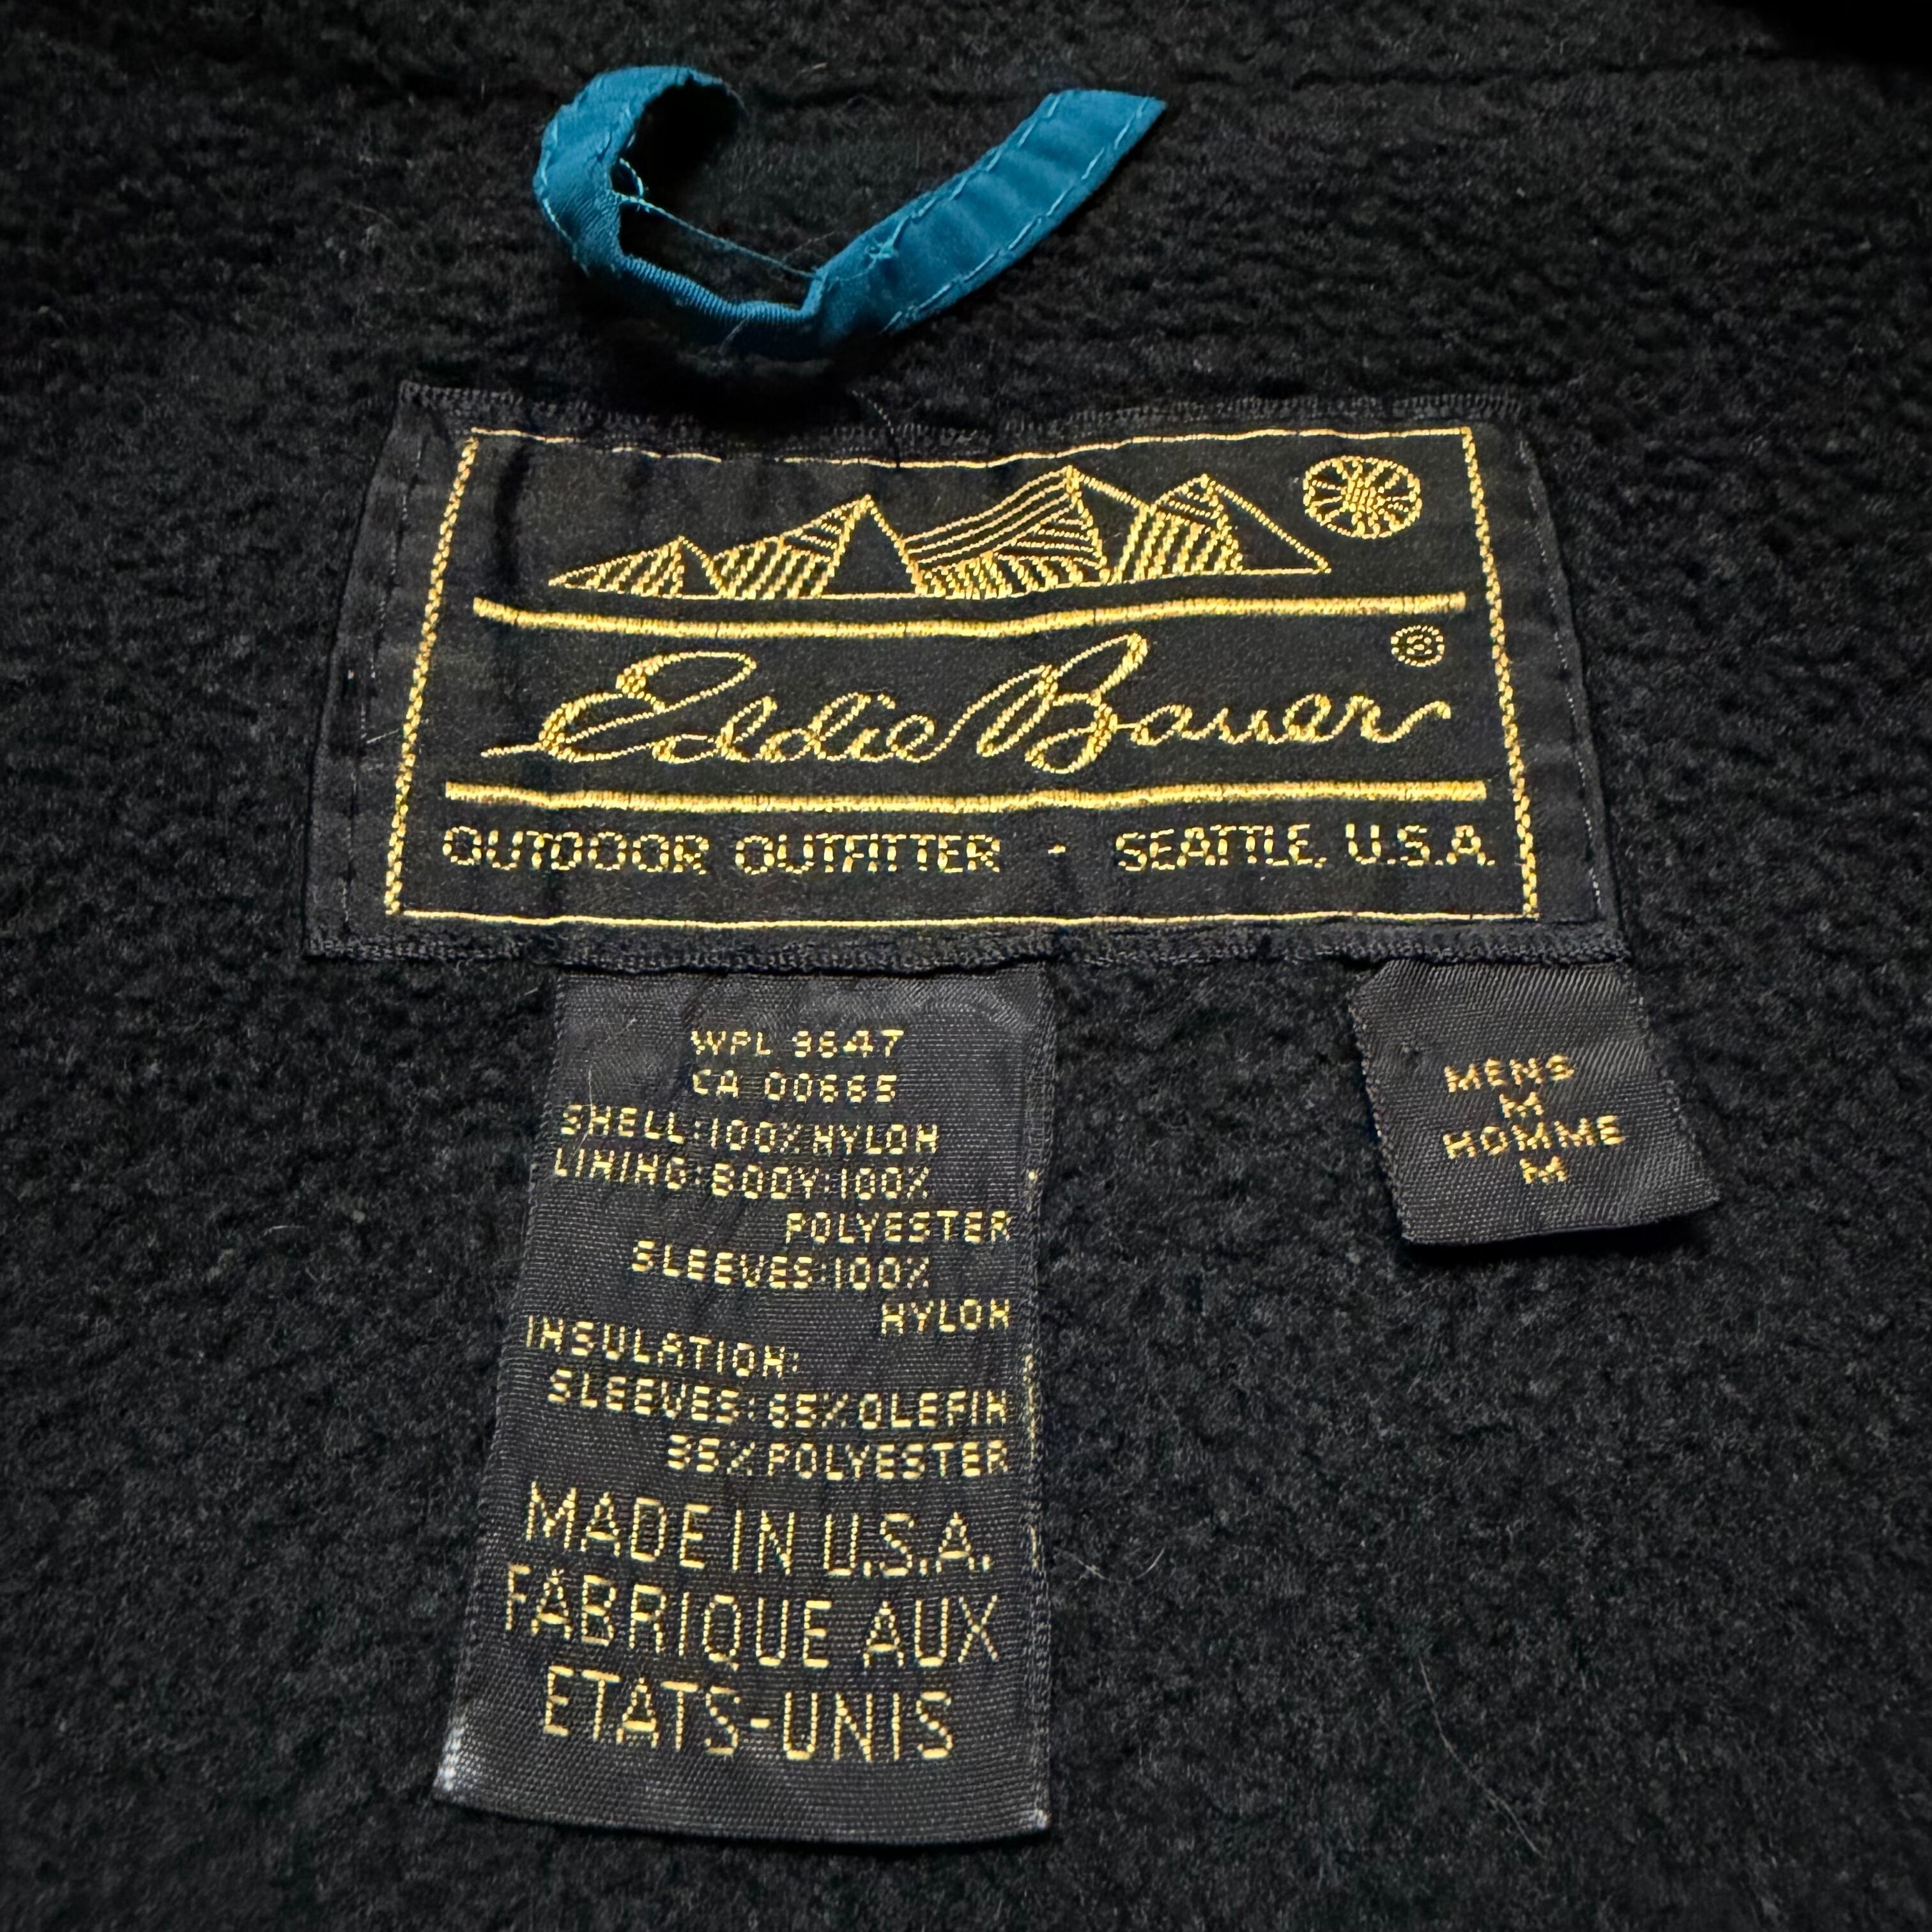 Eddie Bauer®
OUTDOOR OUTFITTER - SEATTLE, U.S.A.
WPL 9647
CA 00665
SHELL:100% NYLON
LINING:BODY:100%
POLYESTER
SLEEVES:100%
NYLON
INSULATION:
SLEEVES:65% OLEFIN
35% POLYESTER
MADE IN U.S.A.
FABRIQUE AUX
ETATS-UNIS
MENS
M
HOMME
M